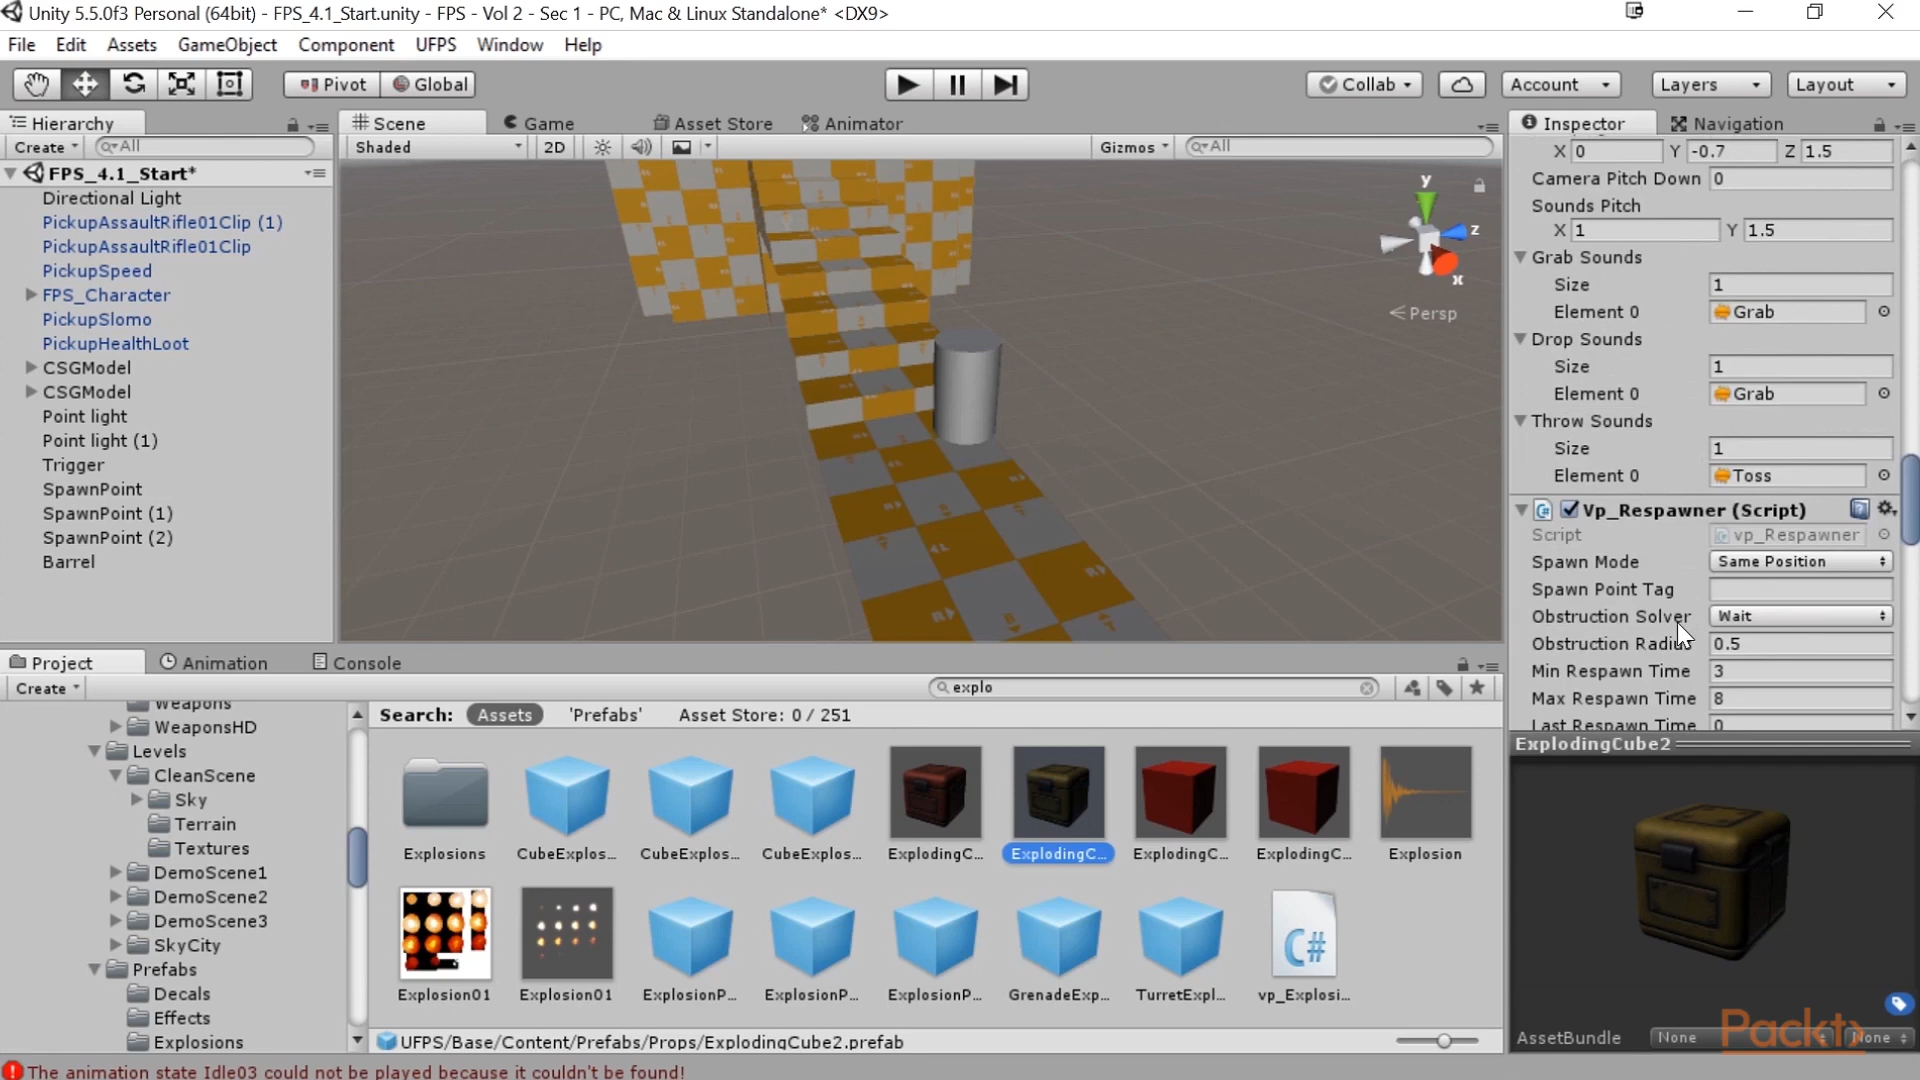 Unity 5.5.0f3 Personal (64bit) - FPS_4.1_Start.unity - FPS - Vol 2 - Sec 1 - PC, Mac & Linux Standalone* <DX9>
File Edit Assets GameObject Component UFPS Window Help
Pivot Global Collab Account Layers Layout
Hierarchy
Create All
FPS_4.1_Start*
Directional Light
PickupAssaultRifle01Clip (1)
PickupAssaultRifle01Clip
PickupSpeed
FPS_Character
PickupSlomo
PickupHealthLoot
CSGModel
CSGModel
Point light
Point light (1)
Trigger
SpawnPoint
SpawnPoint (1)
SpawnPoint (2)
Barrel
Scene Game Asset Store Animator
Shaded 2D Gizmos All
y
z
x
Persp
Inspector Navigation
X 0 Y -0.7 Z 1.5
Camera Pitch Down 0
Sounds Pitch
X 1 Y 1.5
Grab Sounds
Size 1
Element 0 Grab
Drop Sounds
Size 1
Element 0 Grab
Throw Sounds
Size 1
Element 0 Toss
Vp_Respawner (Script)
Script vp_Respawner
Spawn Mode Same Position
Spawn Point Tag
Obstruction Solver Wait
Obstruction Radius 0.5
Min Respawn Time 3
Max Respawn Time 8
Last Respawn Time 0
ExplodingCube2
AssetBundle None None
Packt
Project Animation Console
Create explo
Weapons
WeaponsHD
Levels
CleanScene
Sky
Terrain
Textures
DemoScene1
DemoScene2
DemoScene3
SkyCity
Prefabs
Decals
Effects
Explosions
Search: Assets 'Prefabs' Asset Store: 0 / 251
Explosions CubeExplos... CubeExplos... CubeExplos... ExplodingC... ExplodingC... ExplodingC... ExplodingC... Explosion
Explosion01 Explosion01 ExplosionP... ExplosionP... ExplosionP... GrenadeExp... TurretExpl... vp_Explosi...
C#
UFPS/Base/Content/Prefabs/Props/ExplodingCube2.prefab
The animation state Idle03 could not be played because it couldn't be found!